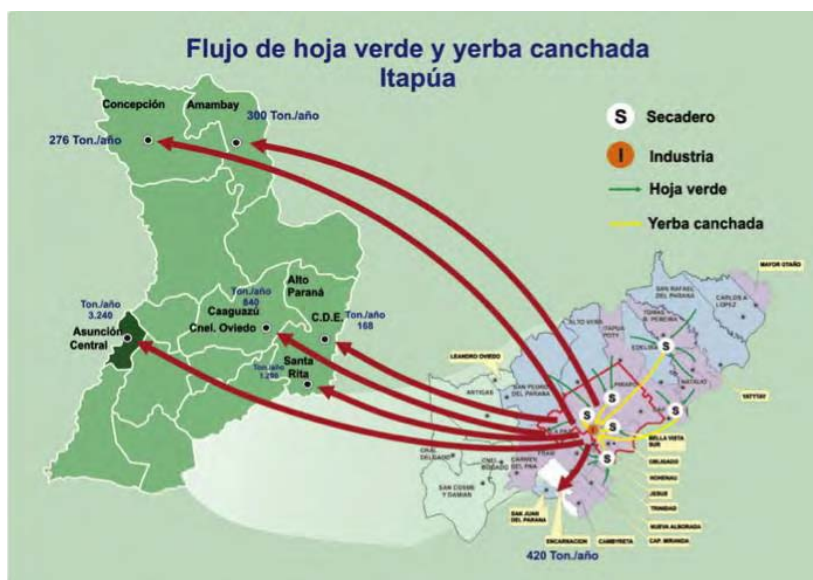 Flujo de hoja verde y yerba canchada
Itapúa
Concepción
Amambay
300 Ton./año
276 Ton./año
S Secadero
I Industria
Hoja verde
Yerba canchada
MAYOR OTAÑO
SAN RAFAEL
DEL PARANA
CARLOS A
LOPEZ
Alto
Paraná
Ton./año
840
Caaguazú
Cnel. Oviedo
Ton./año
3.240
Asunción
Central
C.D.E.
Ton./año
168
Santa
Rita
ALTO VERA
ITAPUA
POTY
TOMAS
R. PEREIRA
EDELIRA
S
LEANDRO OVIEDO
ARTIGAS
SAN PEDRO
DEL PARANA
PIRAPO
NATALIO
YATYTAY
S
S
S
S
S
BELLA VISTA
SUR
FRAM
OBLIGADO
GRAL
DELGADO
CNEL
BOGADO
CARMEN
DEL PNA
HOHENAU
JESUS
SAN COSME
Y DAMIAN
TRINIDAD
SAN JUAN
DEL PARANA
NUEVA ALBORADA
ENCARNACION
CAMBYRETA
CAP. MIRANDA
420 Ton./año